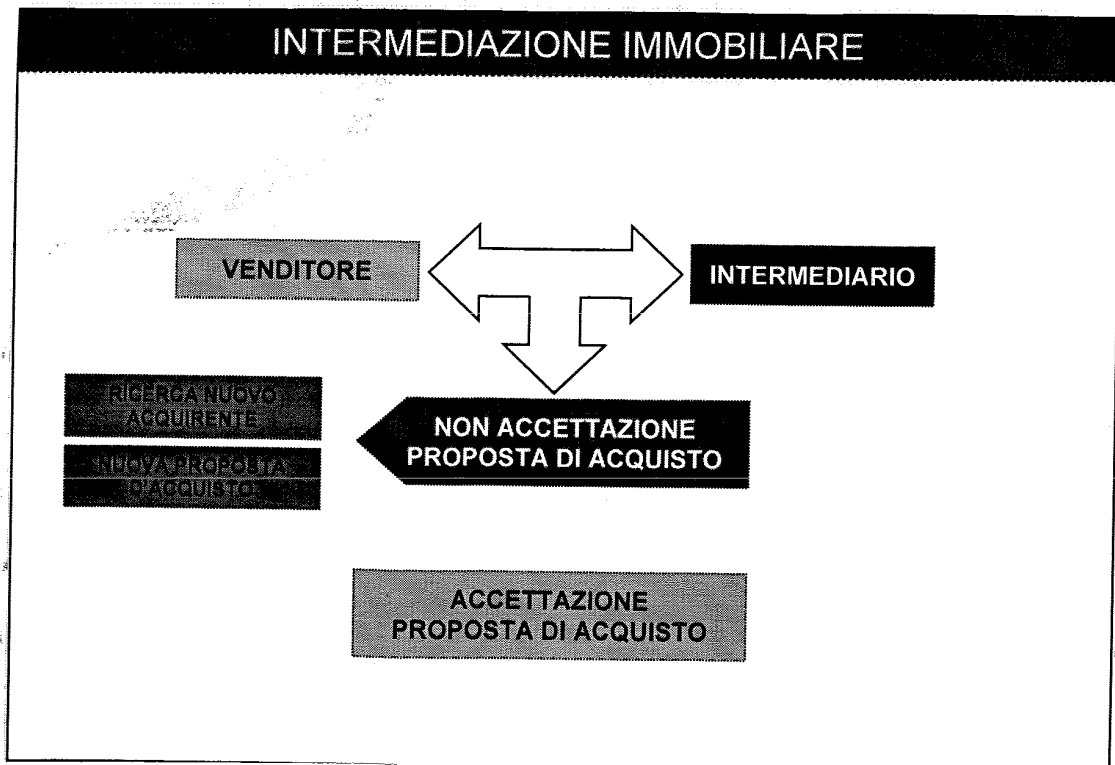 INTERMEDIAZIONE IMMOBILIARE
VENDITORE
INTERMEDIARIO
RICERCA NUOVO
ACQUIRENTE
NUOVA PROPOSTA
D'ACQUISTO
NON ACCETTAZIONE
PROPOSTA DI ACQUISTO
ACCETTAZIONE
PROPOSTA DI ACQUISTO